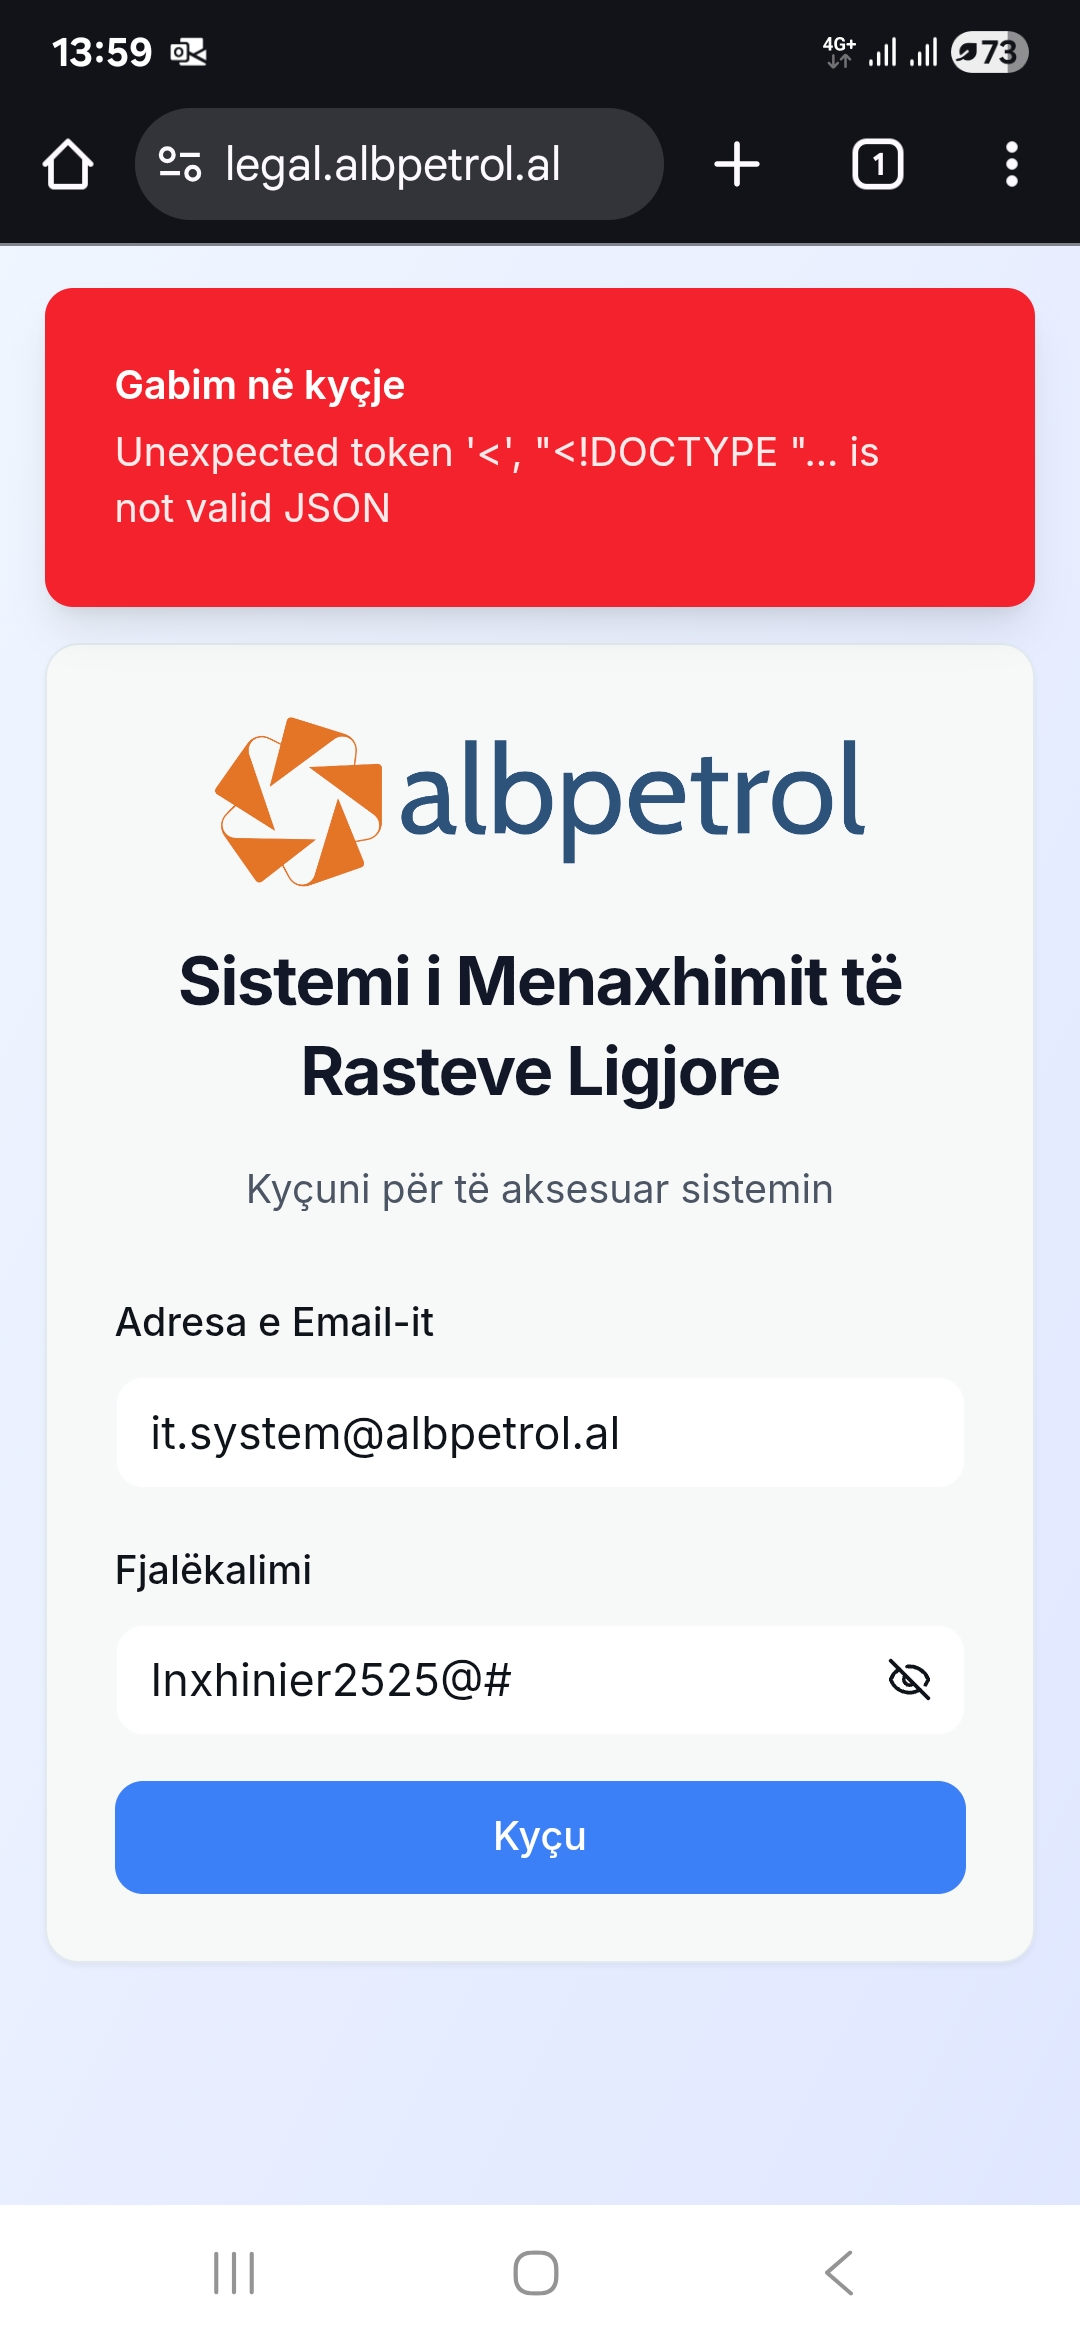 13:59
4G+
73
legal.albpetrol.al
1
Gabim në kyçje
Unexpected token '<', "<!DOCTYPE "... is
not valid JSON
albpetrol
Sistemi i Menaxhimit të
Rasteve Ligjore
Kyçuni për të aksesuar sistemin
Adresa e Email-it
it.system@albpetrol.al
Fjalëkalimi
Inxhinier2525@#
Kyçu